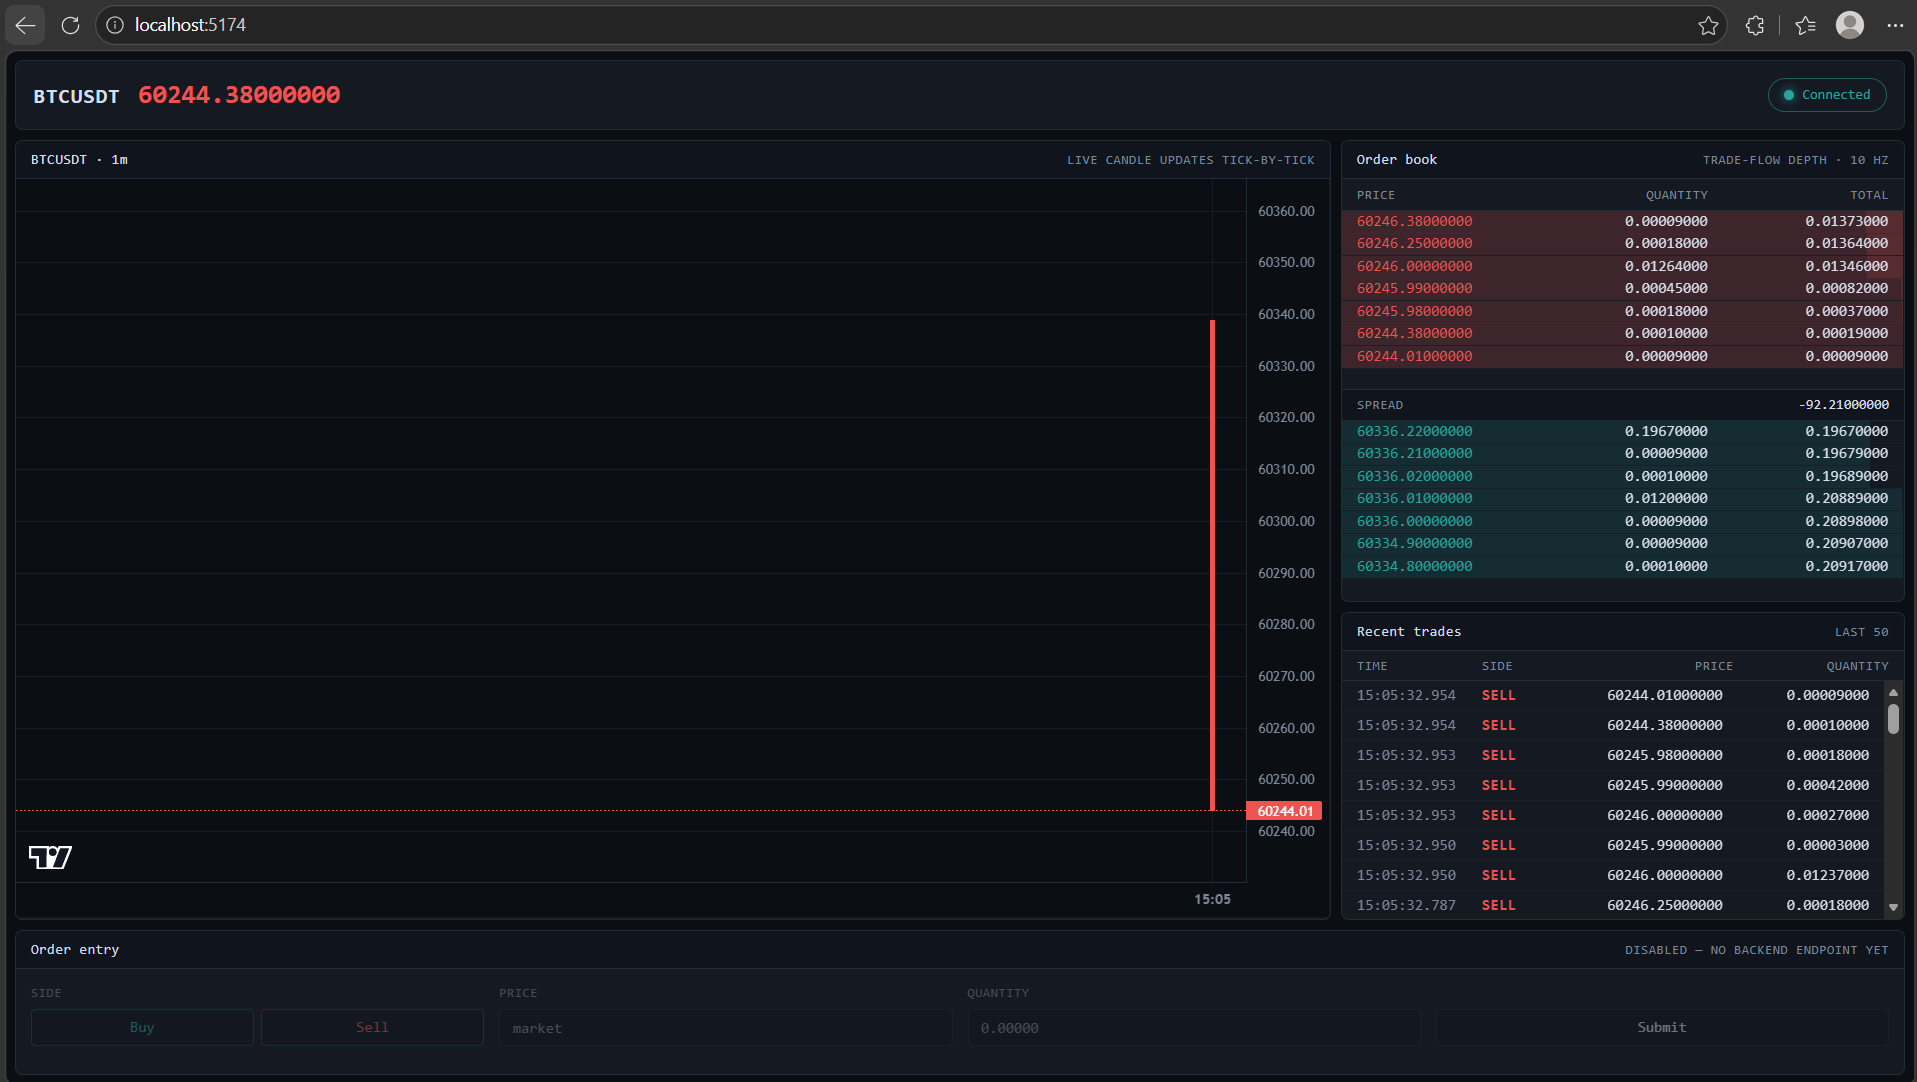 localhost:5174
BTCUSDT 60244.38000000
Connected
BTCUSDT · 1m LIVE CANDLE UPDATES TICK-BY-TICK
60360.00
60350.00
60340.00
60330.00
60320.00
60310.00
60300.00
60290.00
60280.00
60270.00
60260.00
60250.00
60244.01
60240.00
15:05
Order book TRADE-FLOW DEPTH · 10 HZ
PRICE QUANTITY TOTAL
60246.38000000 0.00009000 0.01373000
60246.25000000 0.00018000 0.01364000
60246.00000000 0.01264000 0.01346000
60245.99000000 0.00045000 0.00082000
60245.98000000 0.00018000 0.00037000
60244.38000000 0.00010000 0.00019000
60244.01000000 0.00009000 0.00009000
SPREAD -92.21000000
60336.22000000 0.19670000 0.19670000
60336.21000000 0.00009000 0.19679000
60336.02000000 0.00010000 0.19689000
60336.01000000 0.01200000 0.20889000
60336.00000000 0.00009000 0.20898000
60334.90000000 0.00009000 0.20907000
60334.80000000 0.00010000 0.20917000
Recent trades LAST 50
TIME SIDE PRICE QUANTITY
15:05:32.954 SELL 60244.01000000 0.00009000
15:05:32.954 SELL 60244.38000000 0.00010000
15:05:32.953 SELL 60245.98000000 0.00018000
15:05:32.953 SELL 60245.99000000 0.00042000
15:05:32.953 SELL 60246.00000000 0.00027000
15:05:32.950 SELL 60245.99000000 0.00003000
15:05:32.950 SELL 60246.00000000 0.01237000
15:05:32.787 SELL 60246.25000000 0.00018000
Order entry DISABLED — NO BACKEND ENDPOINT YET
SIDE PRICE QUANTITY
Buy Sell market 0.00000 Submit